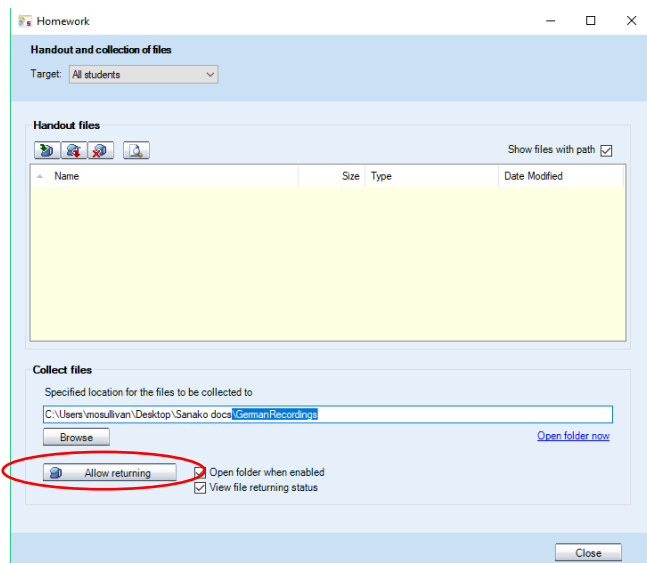 Homework
Handout and collection of files
Target: All students
Handout files
Show files with path
Name Size Type Date Modified
Collect files
Specified location for the files to be collected to
C:\Users\mosullivan\Desktop\Sanako docs\GermanRecordings
Browse Open folder now
Allow returning Open folder when enabled
View file returning status
Close